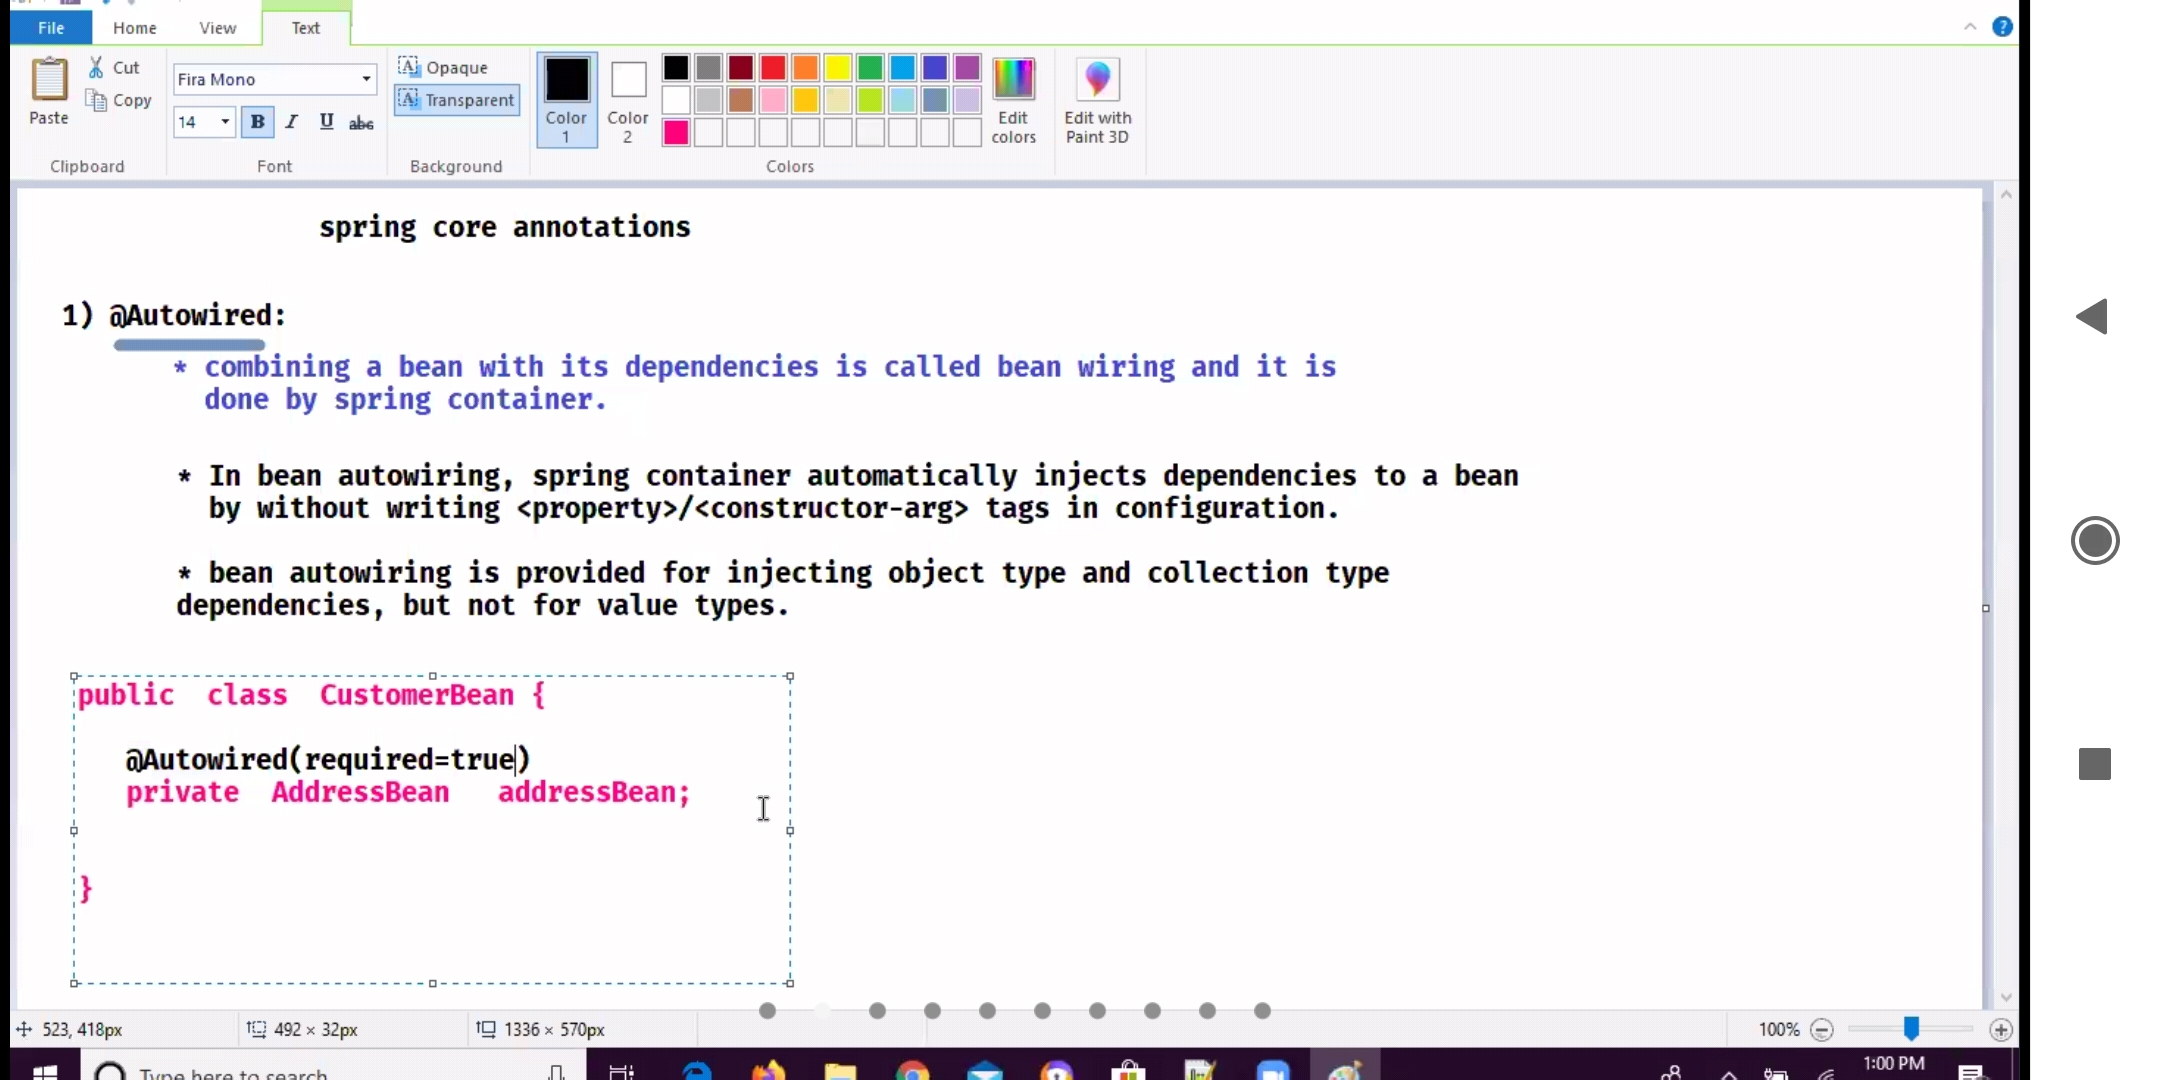 File Home View Text
Paste
Cut
Copy
Clipboard
Fira Mono
14 B I U abc
Font
Opaque
Transparent
Background
Color 1
Color 2
Edit colors
Colors
Edit with Paint 3D
spring core annotations
1) @Autowired:
* combining a bean with its dependencies is called bean wiring and it is
done by spring container.
* In bean autowiring, spring container automatically injects dependencies to a bean
by without writing <property>/<constructor-arg> tags in configuration.
* bean autowiring is provided for injecting object type and collection type
dependencies, but not for value types.
public class CustomerBean {
@Autowired(required=true)
private AddressBean addressBean;
}
523, 418px 492 × 32px 1336 × 570px 100%
Type here to search 1:00 PM